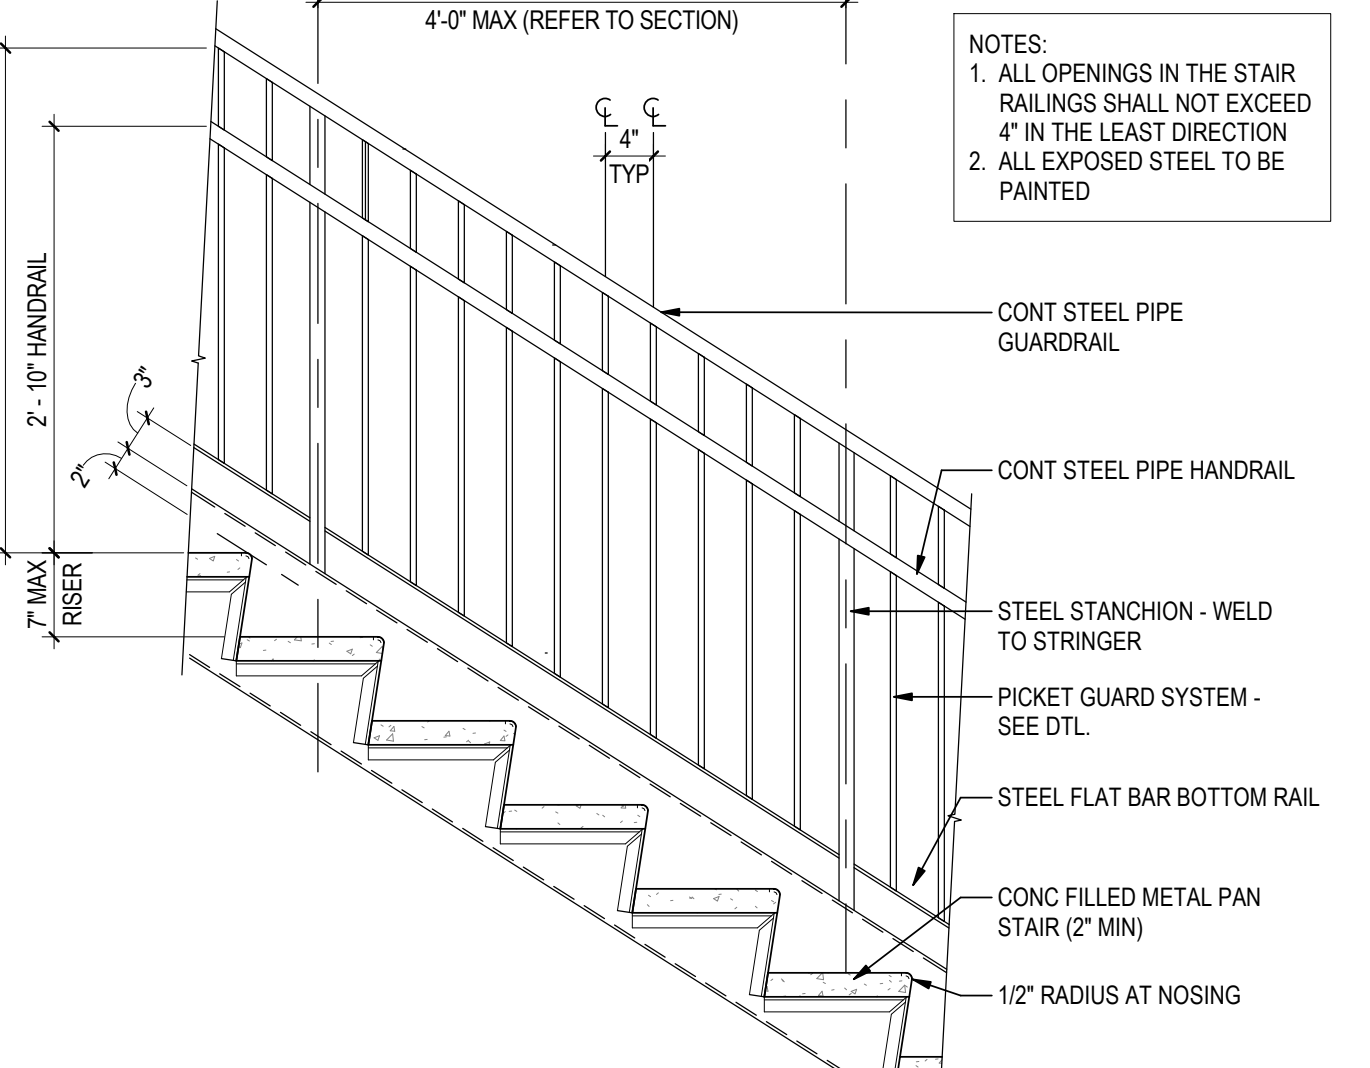 4'-0" MAX (REFER TO SECTION)
NOTES:
1. ALL OPENINGS IN THE STAIR
RAILINGS SHALL NOT EXCEED
4" IN THE LEAST DIRECTION
2. ALL EXPOSED STEEL TO BE
PAINTED
℄ ℄
4"
TYP
CONT STEEL PIPE
GUARDRAIL
2' - 10" HANDRAIL
3"
2"
CONT STEEL PIPE HANDRAIL
7" MAX
RISER
STEEL STANCHION - WELD
TO STRINGER
PICKET GUARD SYSTEM -
SEE DTL.
STEEL FLAT BAR BOTTOM RAIL
CONC FILLED METAL PAN
STAIR (2" MIN)
1/2" RADIUS AT NOSING